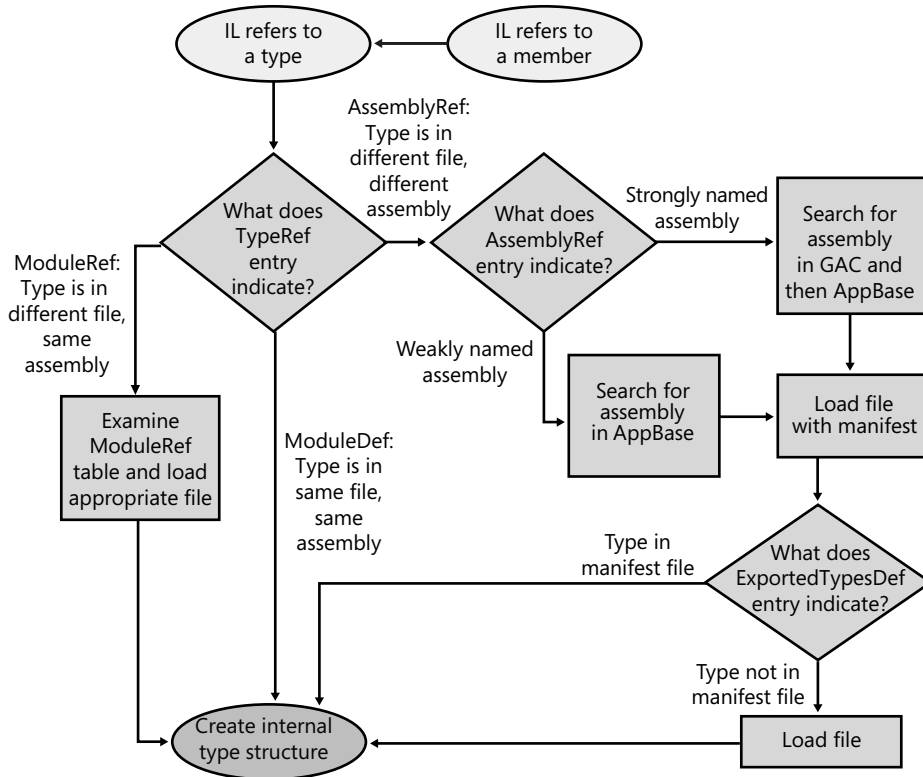 IL refers to
a type
IL refers to
a member
AssemblyRef:
Type is in
different file,
different
assembly
What does
TypeRef
entry
indicate?
What does
AssemblyRef
entry indicate?
Strongly named
assembly
Search for
assembly
in GAC and
then AppBase
ModuleRef:
Type is in
different file,
same
assembly
Weakly named
assembly
Search for
assembly
in AppBase
Load file
with manifest
Examine
ModuleRef
table and load
appropriate file
ModuleDef:
Type is in
same file,
same
assembly
Type in
manifest file
What does
ExportedTypesDef
entry indicate?
Type not in
manifest file
Create internal
type structure
Load file